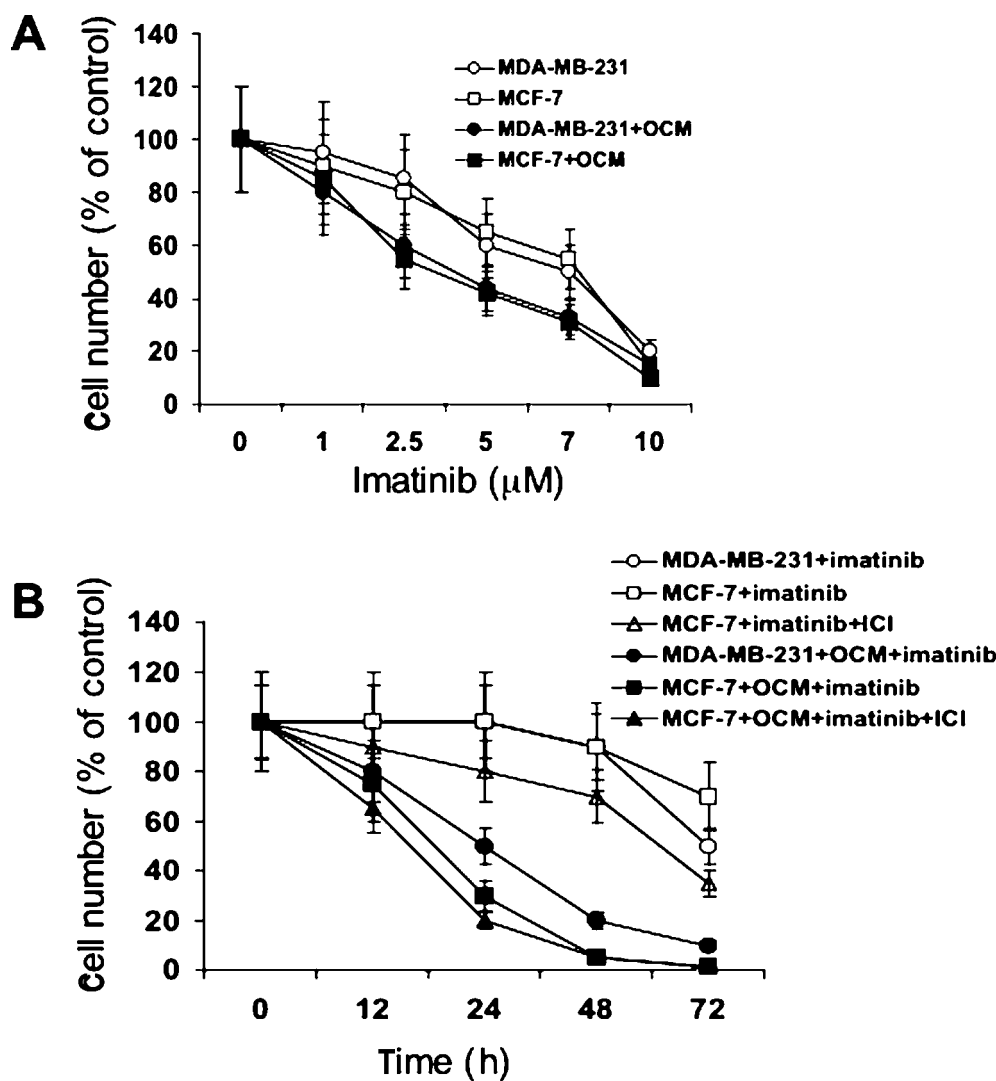 A
cell number (% of control)
140
120
100
80
60
40
20
0
MDA-MB-231
MCF-7
MDA-MB-231+OCM
MCF-7+OCM
0 1 2.5 5 7 10
Imatinib (μM)
B
cell number (% of control)
140
120
100
80
60
40
20
0
MDA-MB-231+imatinib
MCF-7+imatinib
MCF-7+imatinib+ICI
MDA-MB-231+OCM+imatinib
MCF-7+OCM+imatinib
MCF-7+OCM+imatinib+ICI
0 12 24 48 72
Time (h)